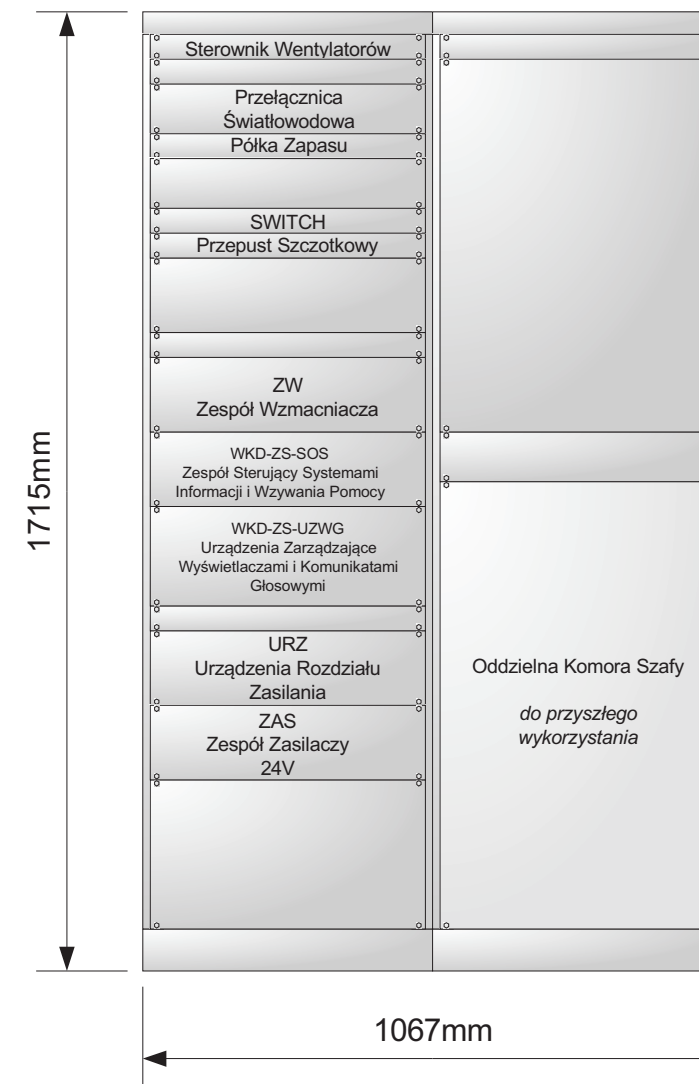 Sterownik Wentylatorów
Przełącznica
Światłowodowa
Półka Zapasu
SWITCH
Przepust Szczotkowy
ZW
Zespół Wzmacniacza
WKD-ZS-SOS
Zespół Sterujący Systemami
Informacji i Wzywania Pomocy
WKD-ZS-UZWG
Urządzenia Zarządzające
Wyświetlaczami i Komunikatami
Głosowymi
URZ
Urządzenia Rozdziału
Zasilania
ZAS
Zespół Zasilaczy
24V
Oddzielna Komora Szafy
do przyszłego
wykorzystania
1715mm
1067mm